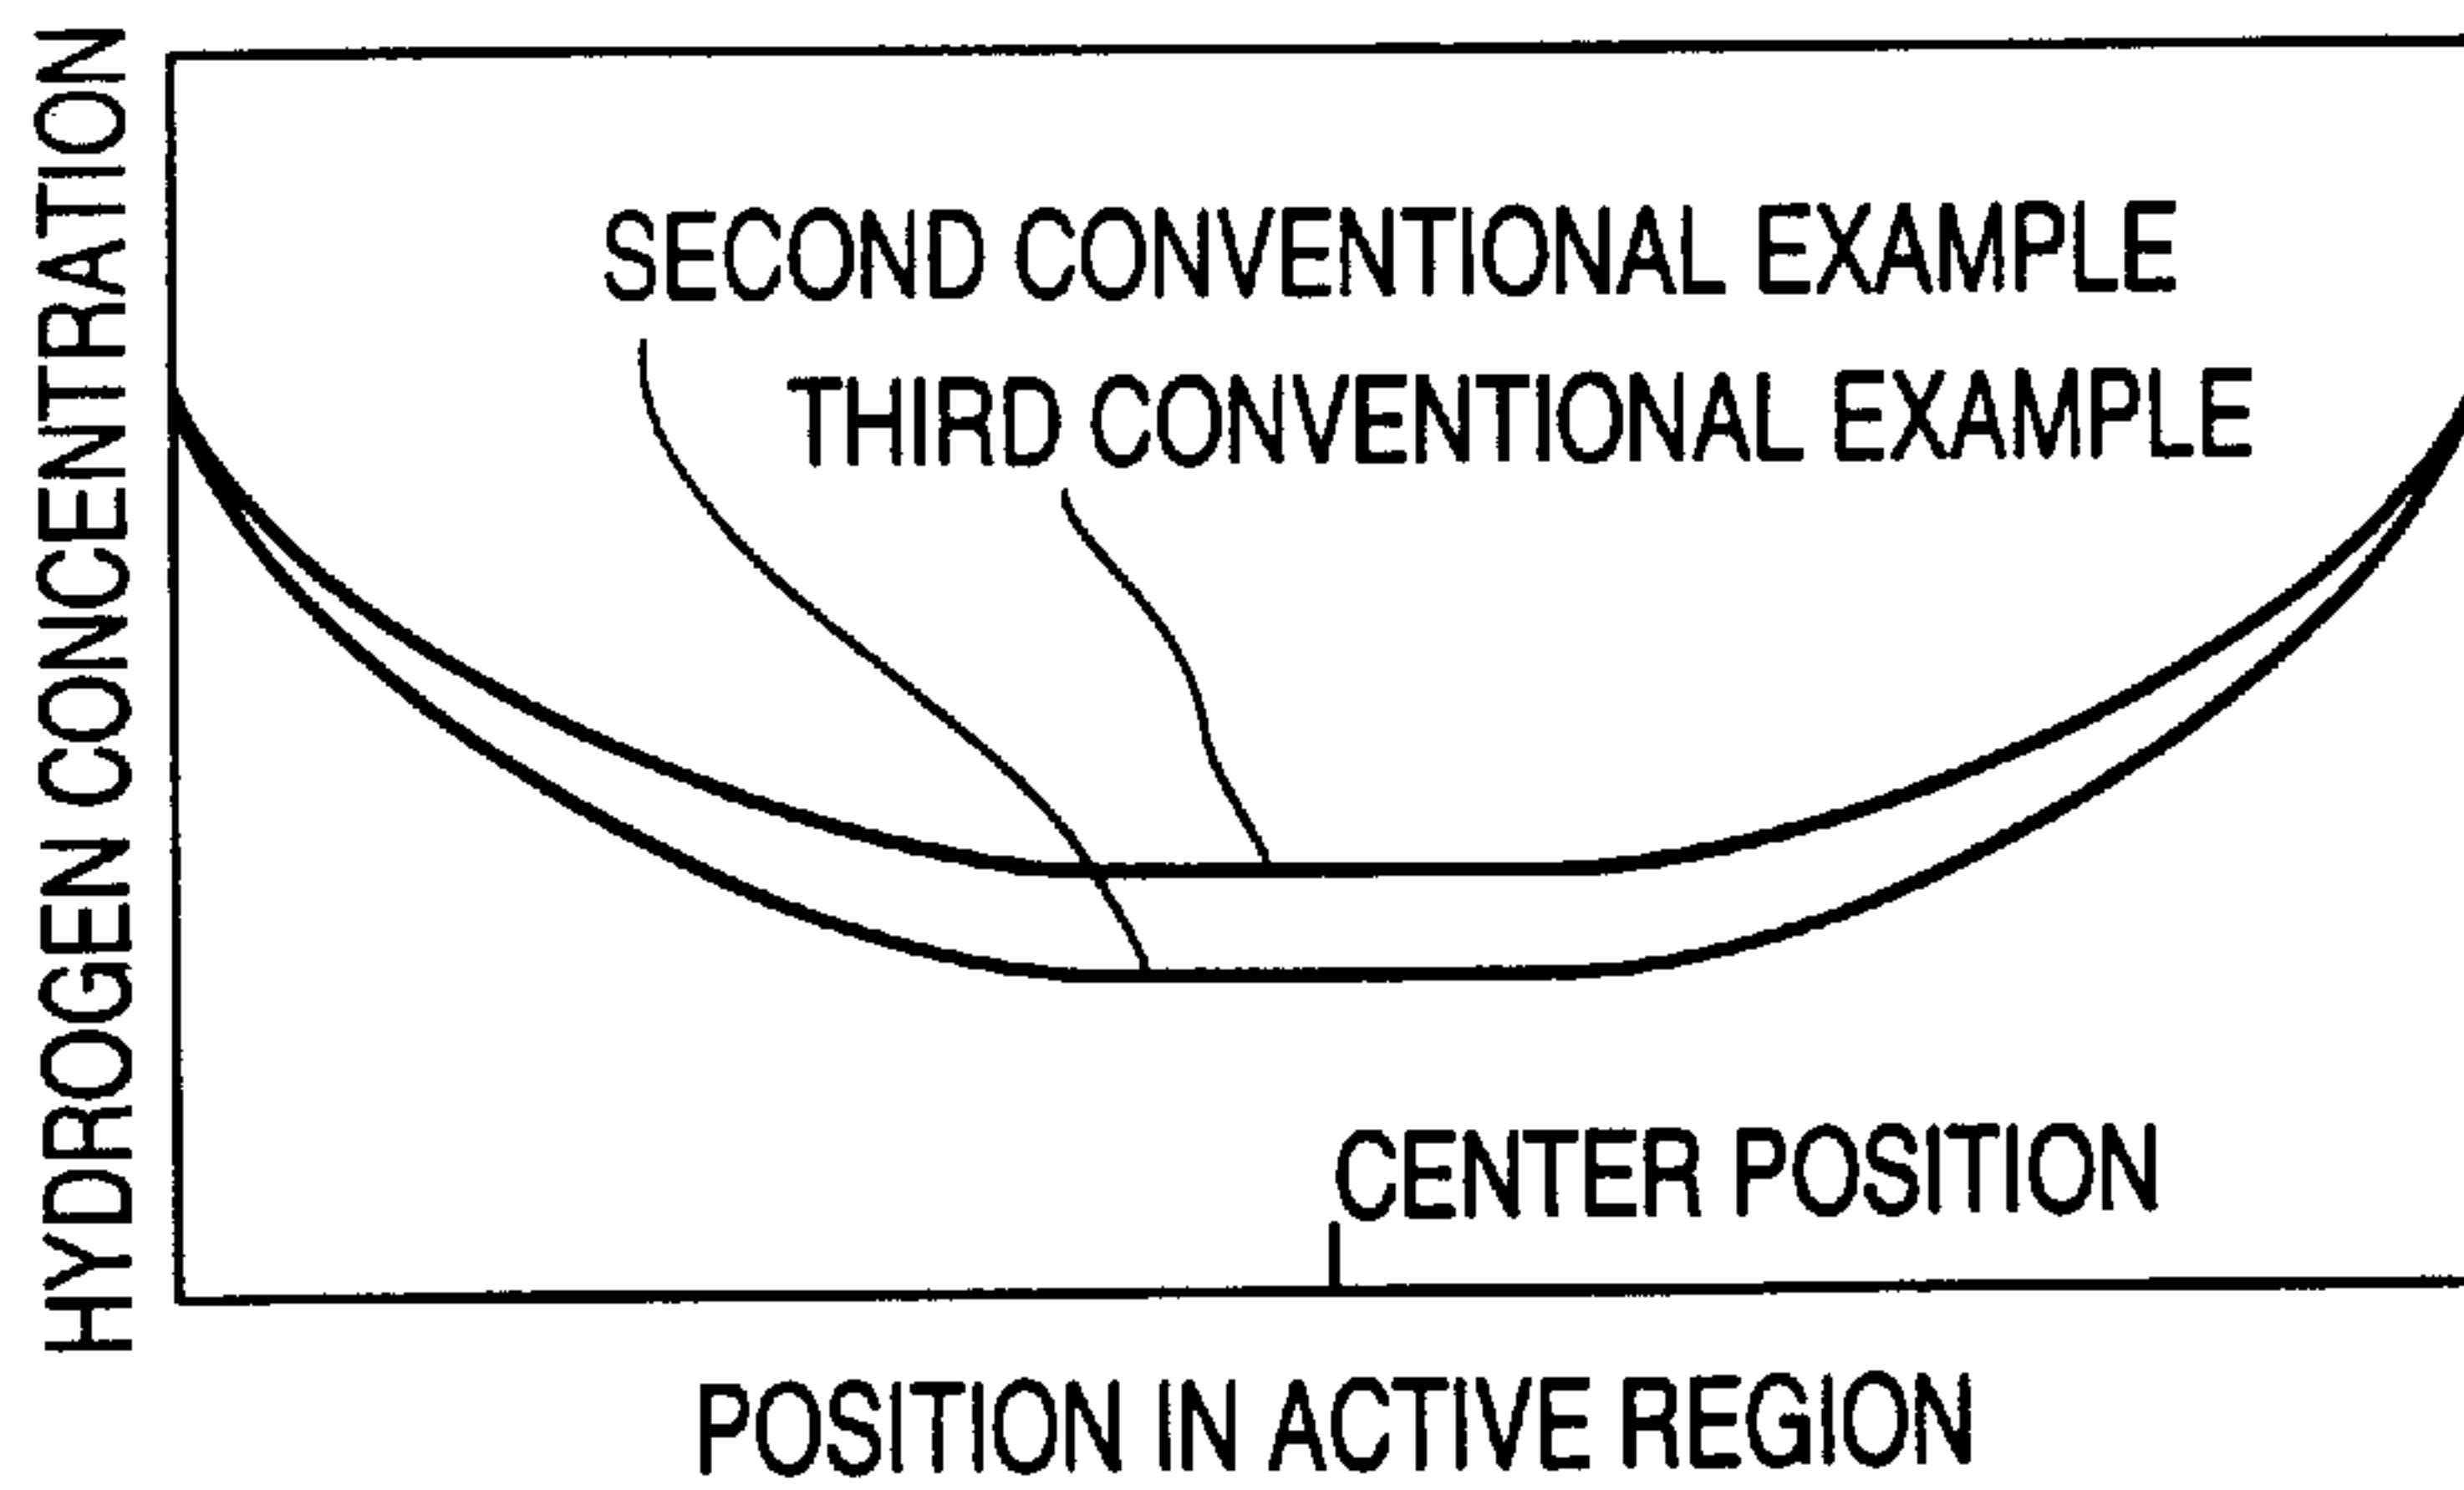 HYDROGEN CONCENTRATION
SECOND CONVENTIONAL EXAMPLE
THIRD CONVENTIONAL EXAMPLE
CENTER POSITION
POSITION IN ACTIVE REGION